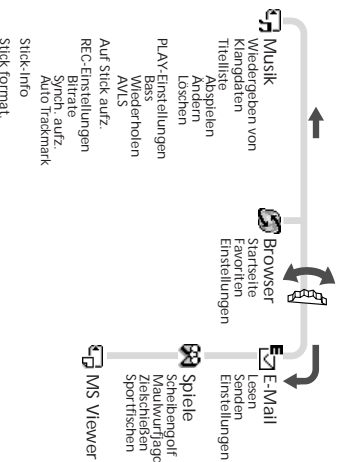 Musik
Wiedergeben von
Klangdaten
Titelliste
Abspielen
Ändern
Löschen
PLAY-Einstellungen
Bass
Wiederholen
AVLS
Auf Stick aufz.
REC-Einstellungen
Bitrate
Synch. aufz.
Auto Trackmark
Stick-Info
Stick format.
Browser
Startseite
Favoriten
Einstellungen
E-Mail
Lesen
Senden
Einstellungen
Spiele
Scheibengolf
Maulwurfjagd
Zielschießen
Sportfischen
MS Viewer